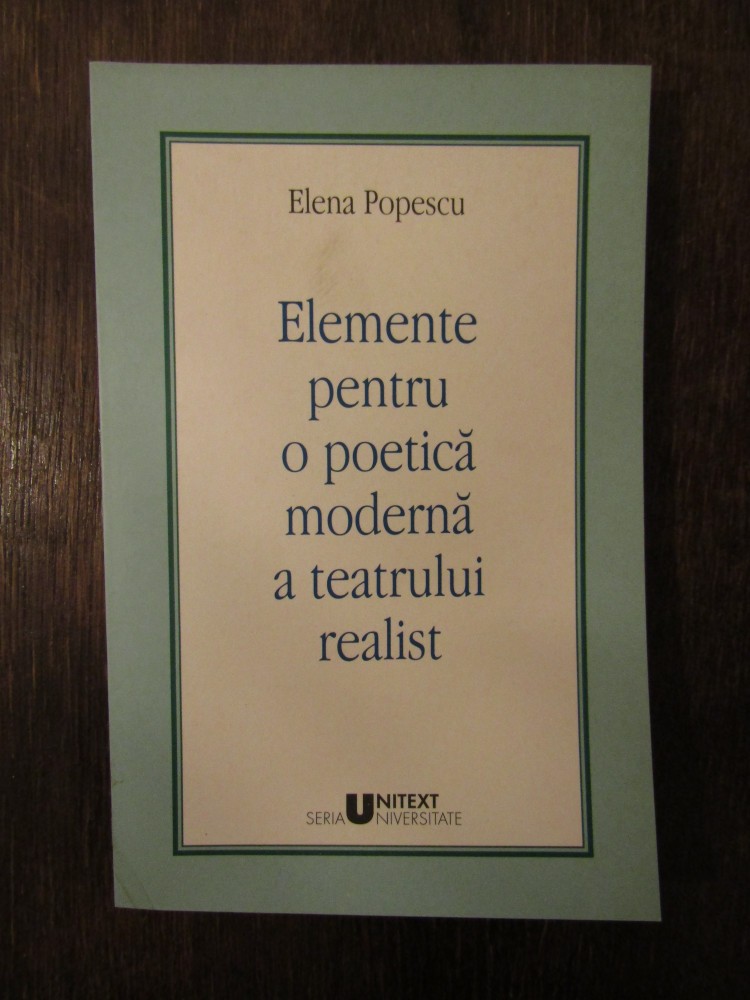 Elena Popescu
Elemente
pentru
o poetică
modernă
a teatrului
realist
UNITEXT
SERIA UNIVERSITATE